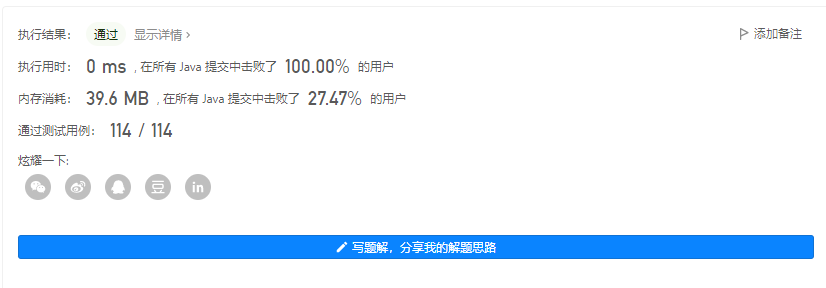 执行结果： 通过 显示详情 › 添加备注
执行用时： 0 ms , 在所有 Java 提交中击败了 100.00% 的用户
内存消耗： 39.6 MB , 在所有 Java 提交中击败了 27.47% 的用户
通过测试用例： 114 / 114
炫耀一下:
豆 in
写题解，分享我的解题思路